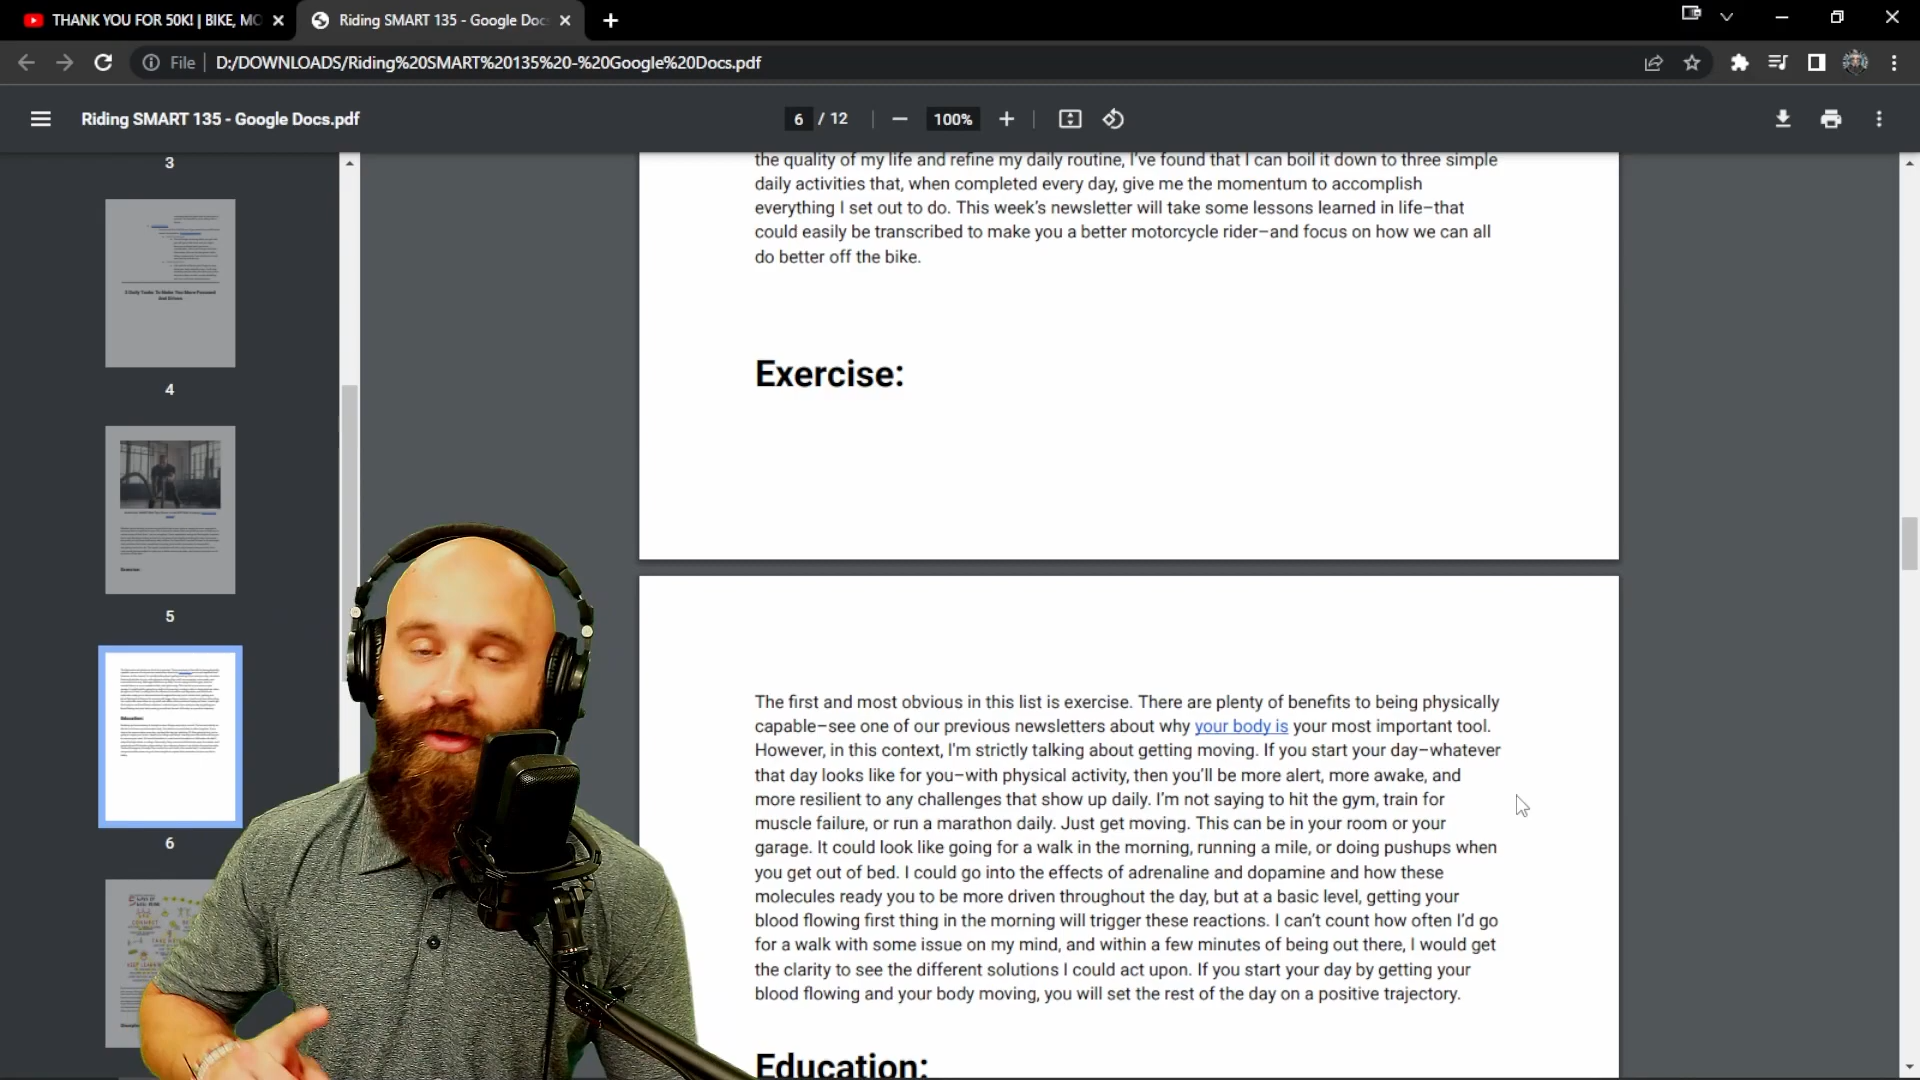 THANK YOU FOR 50K! | BIKE, MO
Riding SMART 135 - Google Doc
File
D:/DOWNLOADS/Riding%20SMART%20135%20-%20Google%20Docs.pdf
Riding SMART 135 - Google Docs.pdf
6 / 12
100%
3
4
5
6
Education:
Exercise:
the quality of my life and refine my daily routine, I've found that I can boil it down to three simple
daily activities that, when completed every day, give me the momentum to accomplish
everything I set out to do. This week's newsletter will take some lessons learned in life–that
could easily be transcribed to make you a better motorcycle rider–and focus on how we can all
do better off the bike.
Exercise:
The first and most obvious in this list is exercise. There are plenty of benefits to being physically
capable–see one of our previous newsletters about why your body is your most important tool.
However, in this context, I'm strictly talking about getting moving. If you start your day–whatever
that day looks like for you–with physical activity, then you'll be more alert, more awake, and
more resilient to any challenges that show up daily. I'm not saying to hit the gym, train for
muscle failure, or run a marathon daily. Just get moving. This can be in your room or your
garage. It could look like going for a walk in the morning, running a mile, or doing pushups when
you get out of bed. I could go into the effects of adrenaline and dopamine and how these
molecules ready you to be more driven throughout the day, but at a basic level, getting your
blood flowing first thing in the morning will trigger these reactions. I can't count how often I'd go
for a walk with some issue on my mind, and within a few minutes of being out there, I would get
the clarity to see the different solutions I could act upon. If you start your day by getting your
blood flowing and your body moving, you will set the rest of the day on a positive trajectory.
Education: